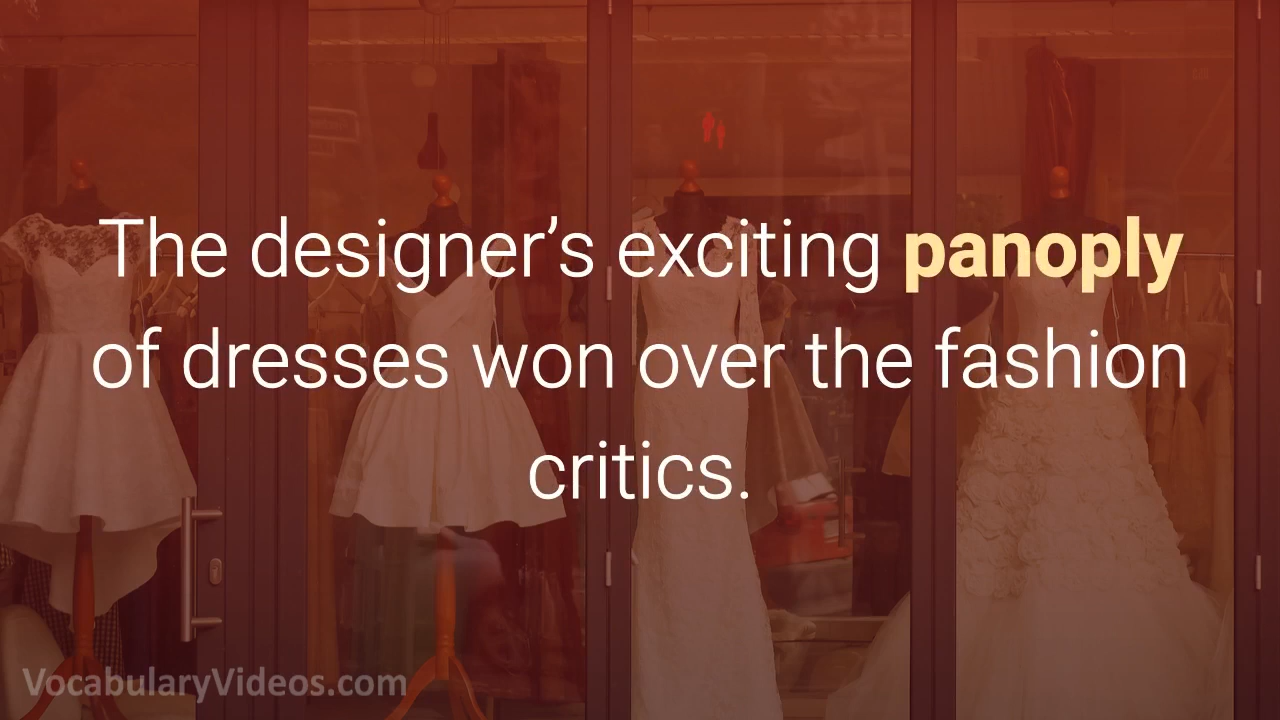 The designer’s exciting panoply
of dresses won over the fashion
critics.
VocabularyVideos.com